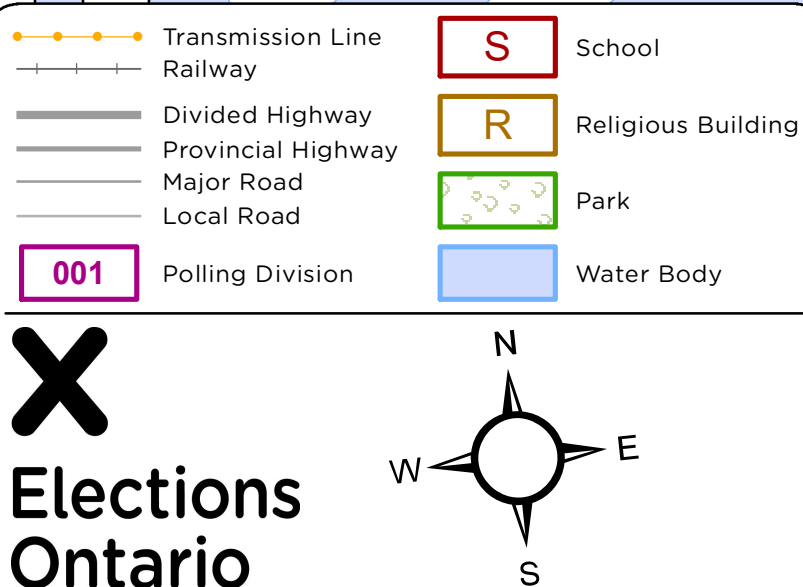 Transmission Line
Railway
Divided Highway
Provincial Highway
Major Road
Local Road
001 Polling Division
S School
R Religious Building
Park
Water Body
Elections
Ontario
N
W E
S